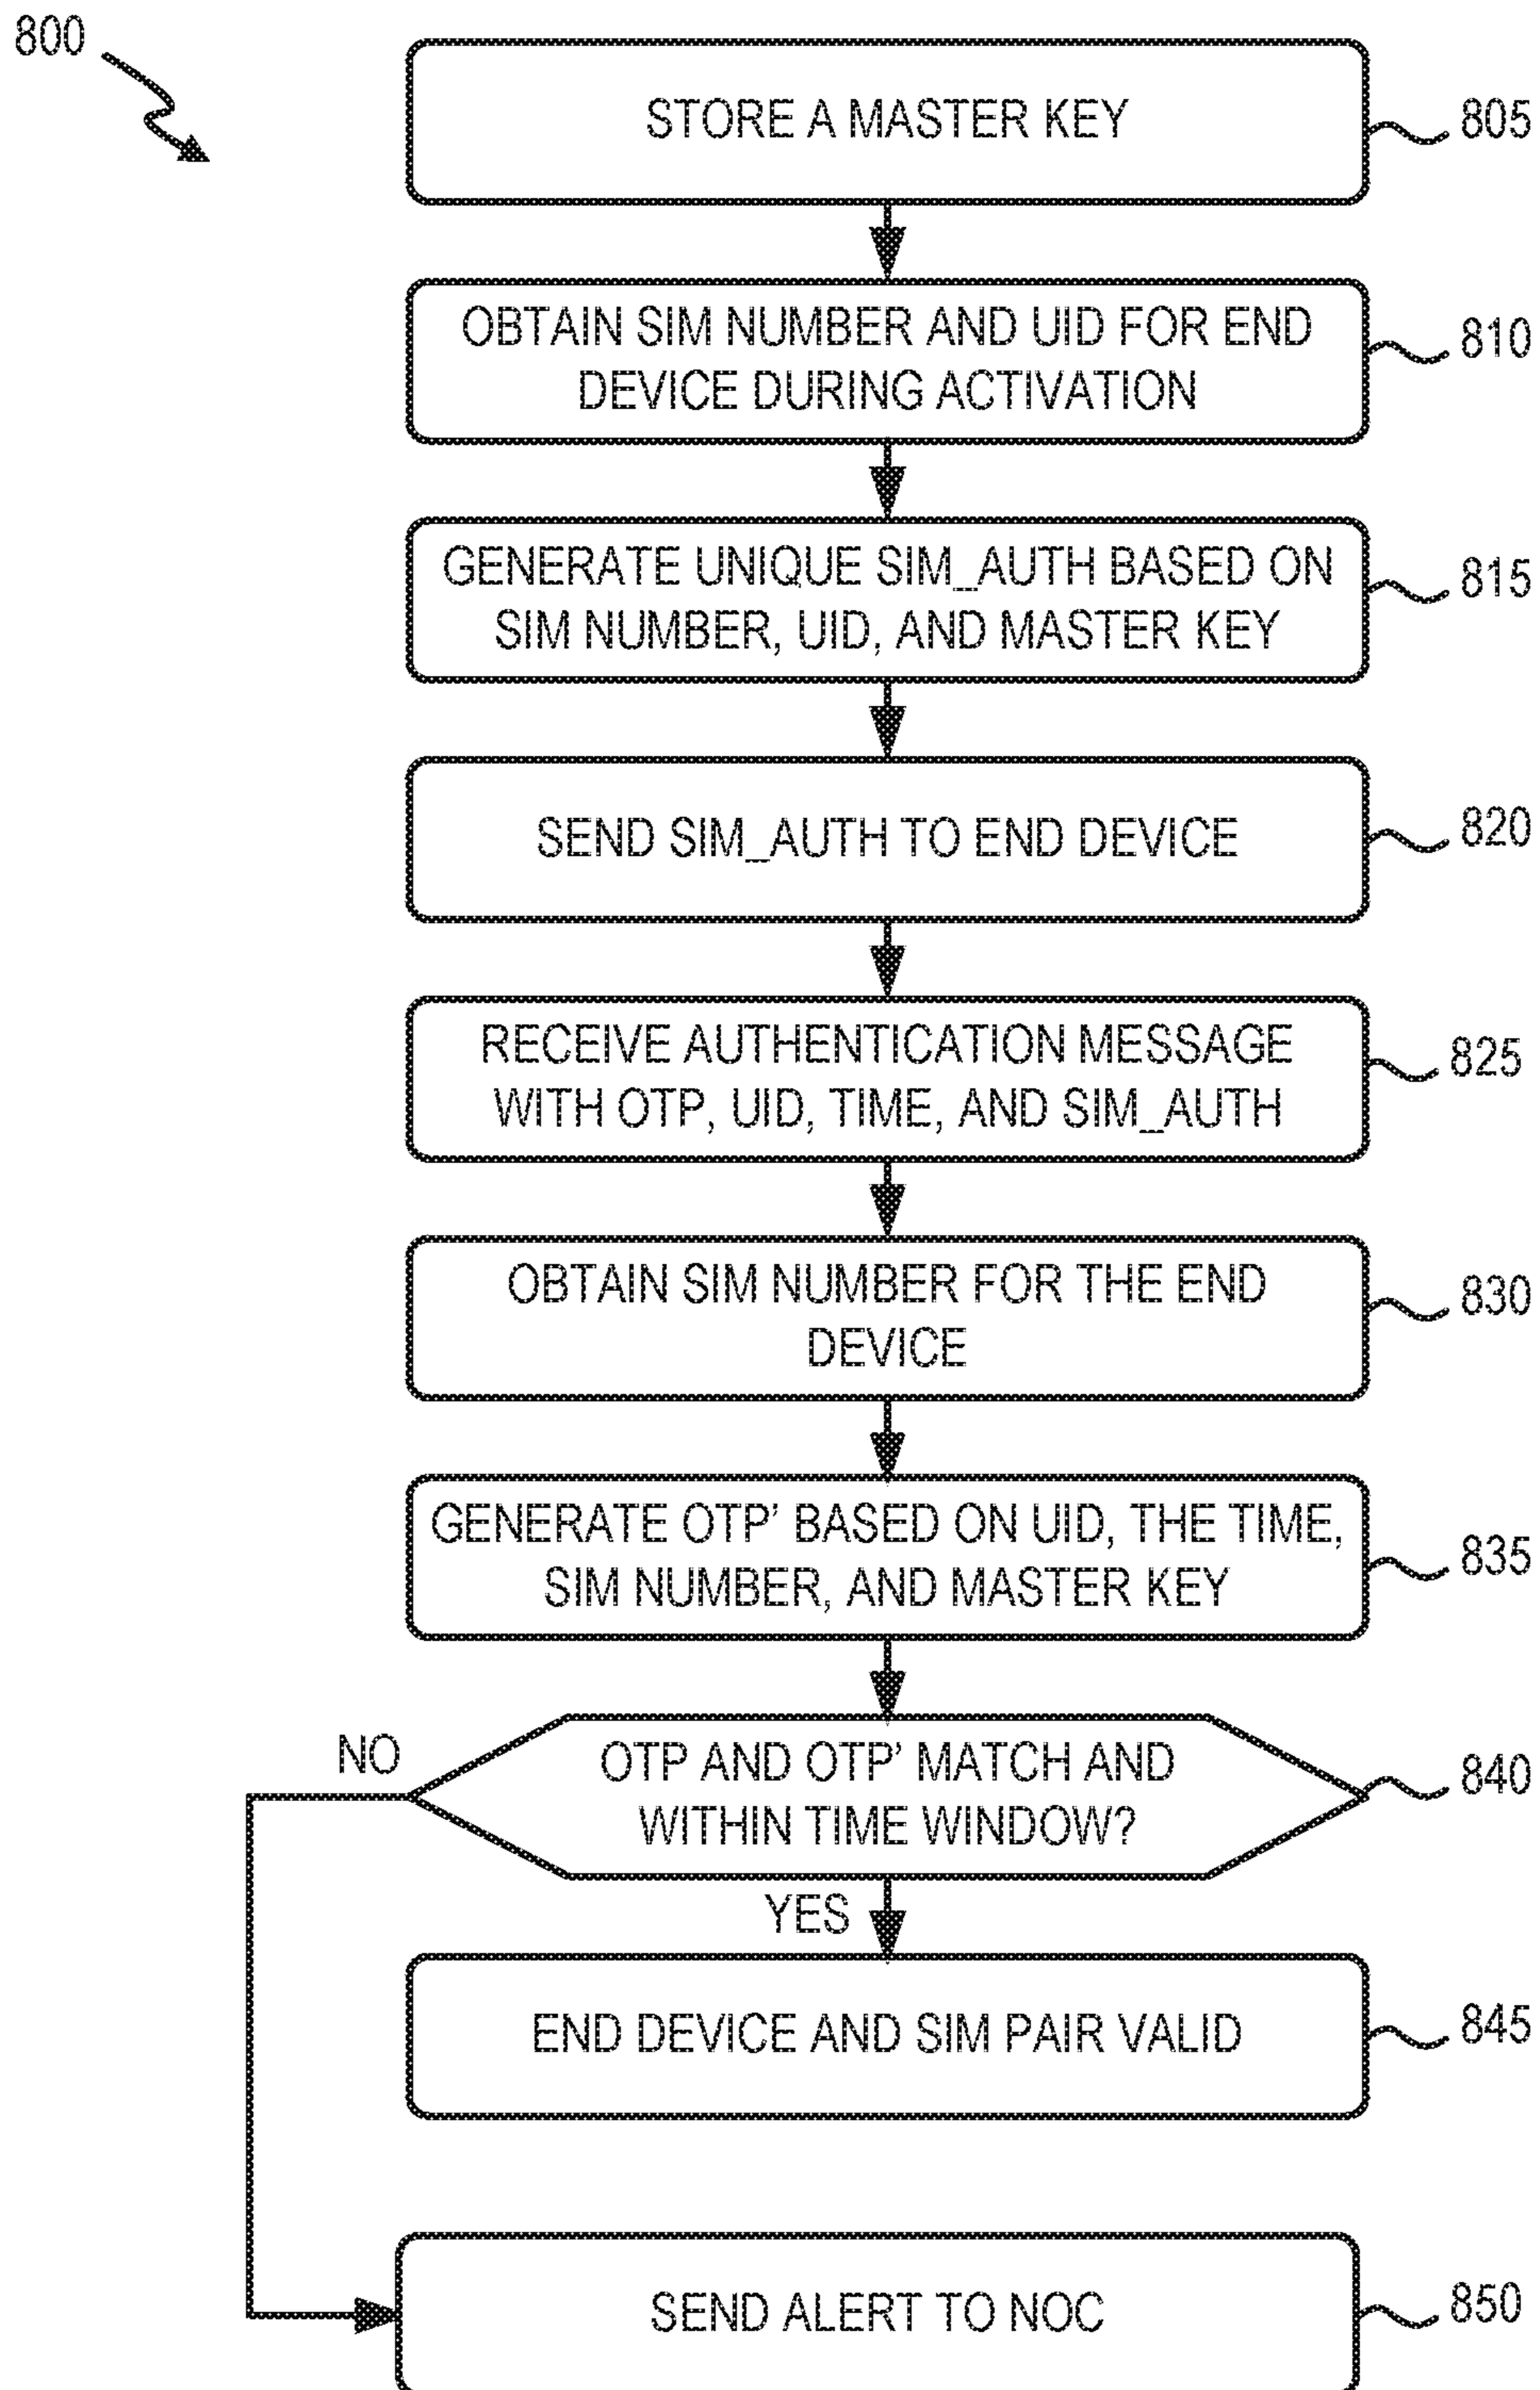 800
STORE A MASTER KEY
805
OBTAIN SIM NUMBER AND UID FOR END
DEVICE DURING ACTIVATION
810
GENERATE UNIQUE SIM_AUTH BASED ON
SIM NUMBER, UID, AND MASTER KEY
815
SEND SIM_AUTH TO END DEVICE
820
RECEIVE AUTHENTICATION MESSAGE
WITH OTP, UID, TIME, AND SIM_AUTH
825
OBTAIN SIM NUMBER FOR THE END
DEVICE
830
GENERATE OTP’ BASED ON UID, THE TIME,
SIM NUMBER, AND MASTER KEY
835
NO
OTP AND OTP’ MATCH AND
WITHIN TIME WINDOW?
840
YES
END DEVICE AND SIM PAIR VALID
845
SEND ALERT TO NOC
850